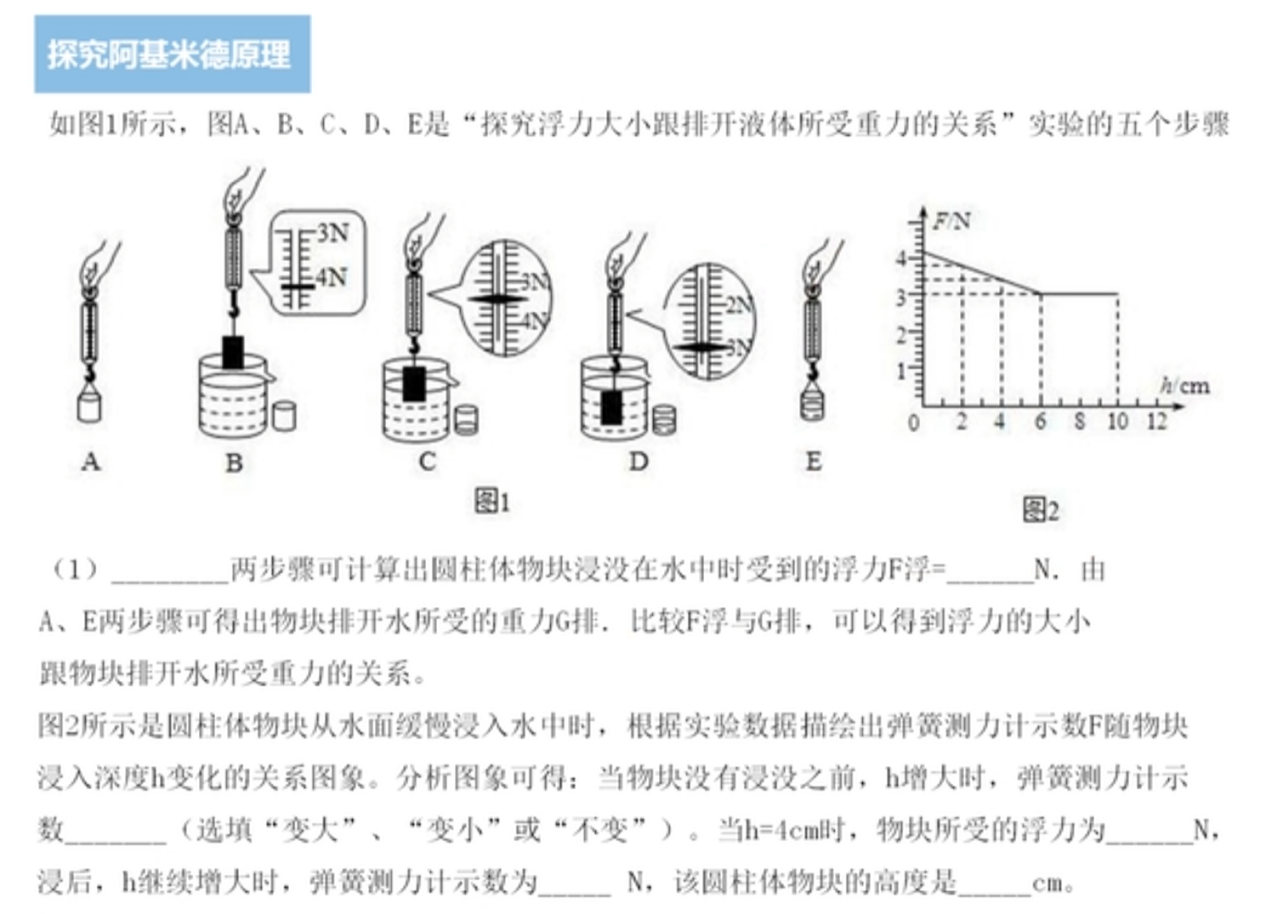 探究阿基米德原理
如图1所示，图A、B、C、D、E是“探究浮力大小跟排开液体所受重力的关系”实验的五个步骤
3N
4N
3N
4N
2N
3N
A
B
C
D
E
图1
F/N
4
3
2
1
0
2
4
6
8
10
12
h/cm
图2
（1）________两步骤可计算出圆柱体物块浸没在水中时受到的浮力F浮=______N．由
A、E两步骤可得出物块排开水所受的重力G排．比较F浮与G排，可以得到浮力的大小
跟物块排开水所受重力的关系。
图2所示是圆柱体物块从水面缓慢浸入水中时，根据实验数据描绘出弹簧测力计示数F随物块
浸入深度h变化的关系图象。分析图象可得：当物块没有浸没之前，h增大时，弹簧测力计示
数_______（选填“变大”、“变小”或“不变”）。当h=4cm时，物块所受的浮力为______N，
浸后，h继续增大时，弹簧测力计示数为_____ N，该圆柱体物块的高度是_____cm。